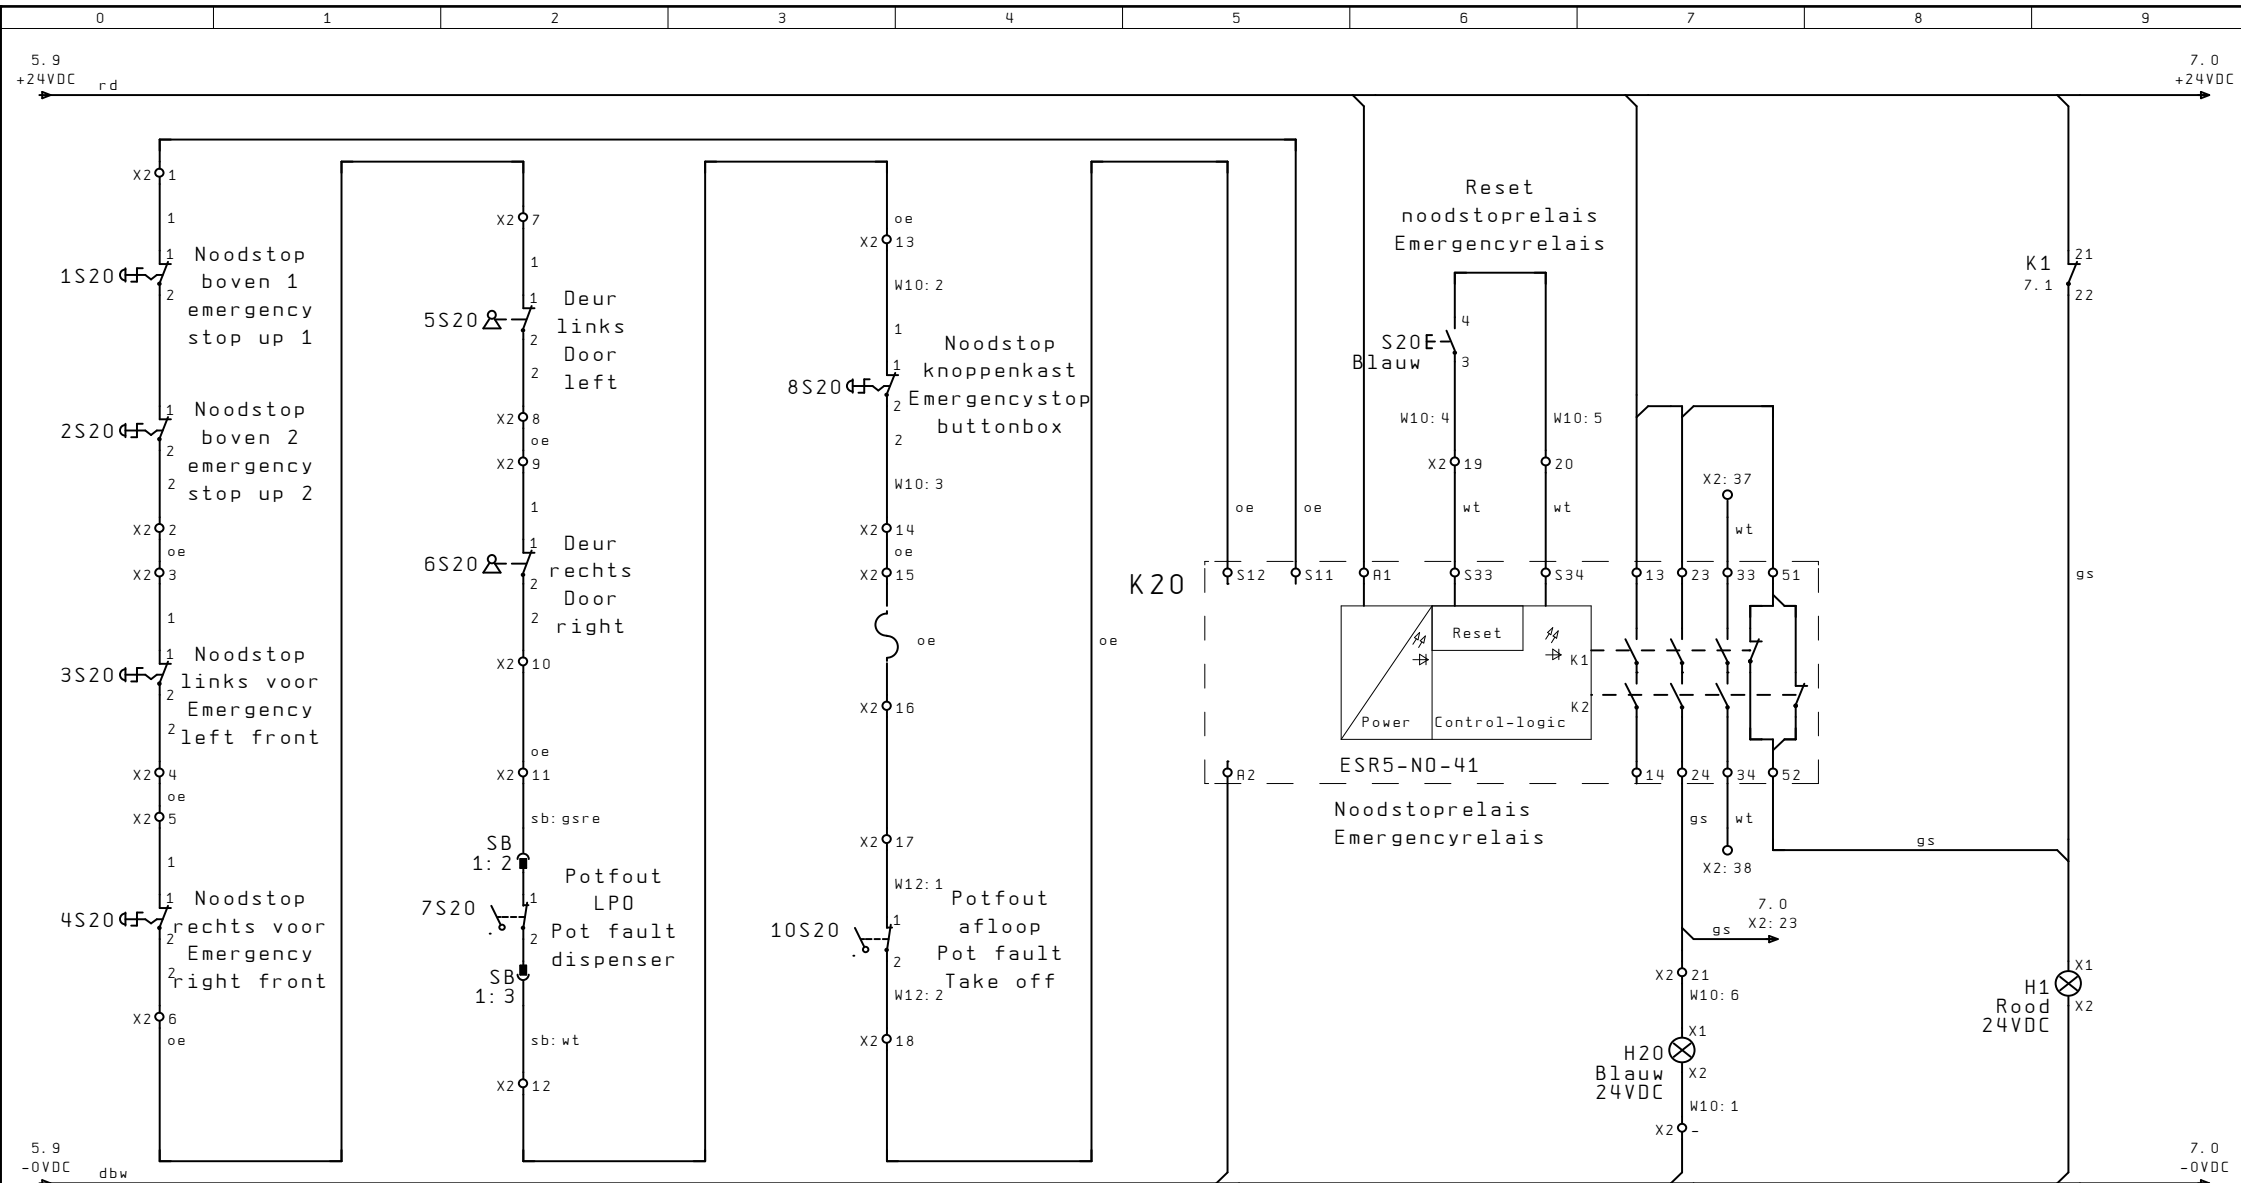 0 1 2 3 4 5 6 7 8 9
5.9
+24VDC
rd
7.0
+24VDC
X2 1
1
1S20
1
2
Noodstop
boven 1
emergency
stop up 1
2S20
1
2
2
Noodstop
boven 2
emergency
stop up 2
X2 2
oe
X2 3
1
3S20
1
2
2
Noodstop
links voor
Emergency
left front
X2 4
oe
X2 5
1
4S20
1
2
2
Noodstop
rechts voor
Emergency
right front
X2 6
oe
X2 7
1
5S20
1
2
2
Deur
links
Door
left
X2 8
oe
X2 9
1
6S20
1
2
2
Deur
rechts
Door
right
X2 10
oe
X2 11
sb:gsre
SB
1:2
7S20
1
2
Potfout
LPO
Pot fault
dispenser
SB
1:3
sb:wt
X2 12
oe
X2 13
W10:2
1
8S20
1
2
2
Noodstop
knoppenkast
Emergencystop
buttonbox
W10:3
X2 14
oe
X2 15
oe
X2 16
X2 17
W12:1
10S20
1
2
Potfout
afloop
Pot fault
Take off
W12:2
X2 18
oe
oe
oe
Reset
noodstoprelais
Emergencyrelais
S20
Blauw
4
3
W10:4
W10:5
X2 19
20
wt
wt
X2:37
wt
K20
S12 S11 A1 S33 S34 13 23 33 51
Reset
K1
K2
Power
Control-logic
A2
ESR5-NO-41
14 24 34 52
Noodstoprelais
Emergencyrelais
gs
wt
X2:38
gs
7.0
X2:23
gs
X2 21
W10:6
X1
H20
Blauw
24VDC
X2
W10:1
X2 -
K1
7.1
21
22
gs
X1
H1
Rood
24VDC
X2
5.9
-0VDC
dbw
7.0
-0VDC